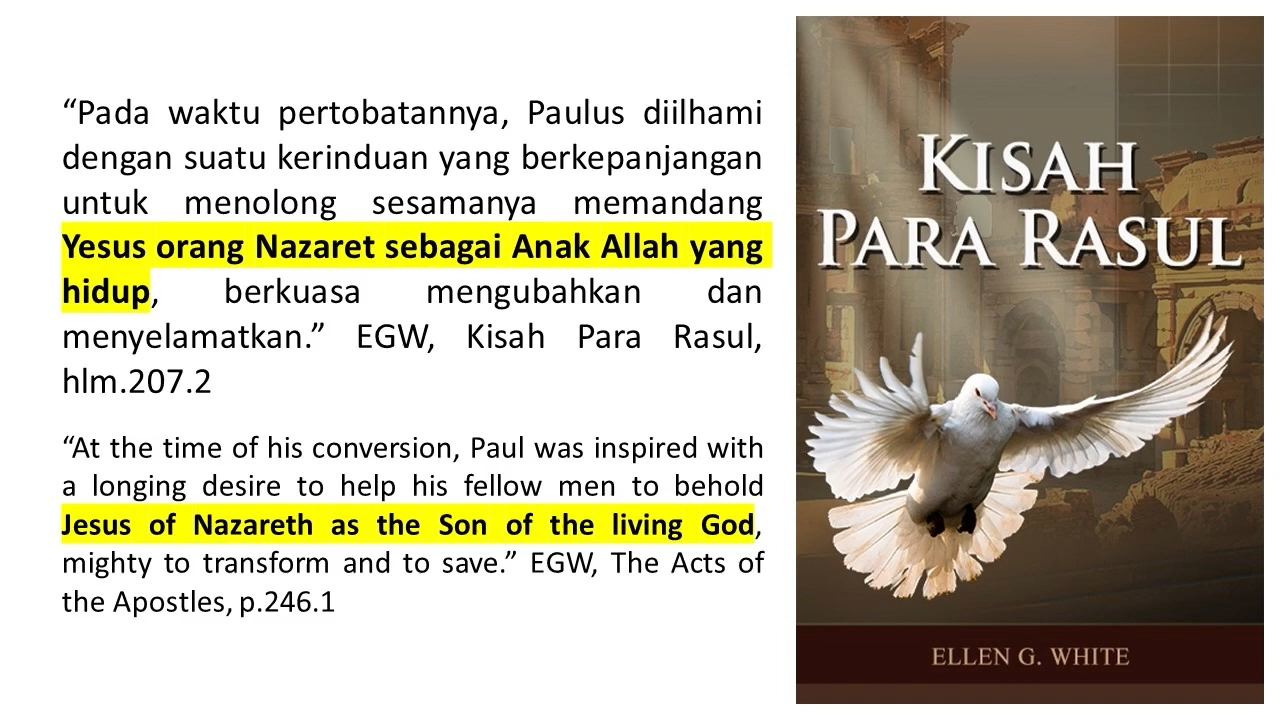 “Pada waktu pertobatannya, Paulus diilhami
dengan suatu kerinduan yang berkepanjangan
untuk menolong sesamanya memandang
Yesus orang Nazaret sebagai Anak Allah yang
hidup, berkuasa mengubahkan dan
menyelamatkan.” EGW, Kisah Para Rasul,
hlm.207.2
“At the time of his conversion, Paul was inspired with
a longing desire to help his fellow men to behold
Jesus of Nazareth as the Son of the living God,
mighty to transform and to save.” EGW, The Acts of
the Apostles, p.246.1
KISAH
PARA RASUL
ELLEN G. WHITE